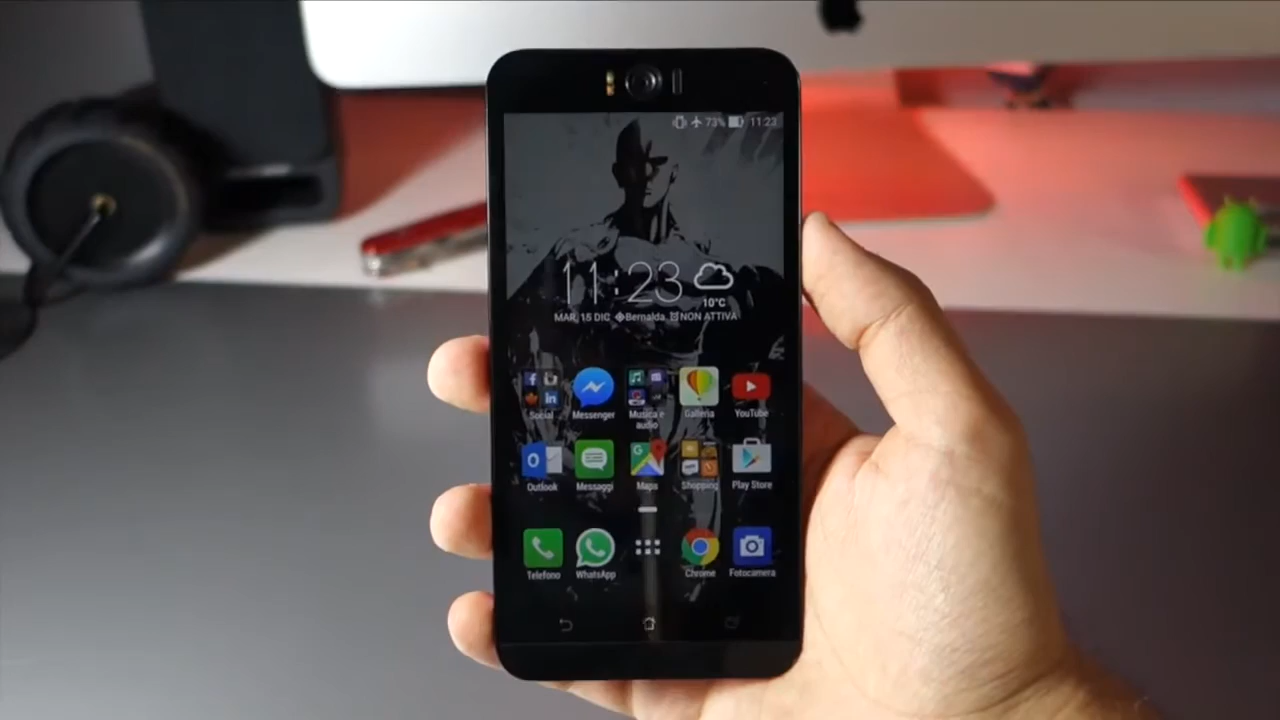 73% 11:23
11:23
10°C
MAR, 15 DIC Bernalda NON ATTIVA
Social Messenger Musica e audio Galleria YouTube
Outlook Messaggi Maps Shopping Play Store
Telefono WhatsApp Chrome Fotocamera